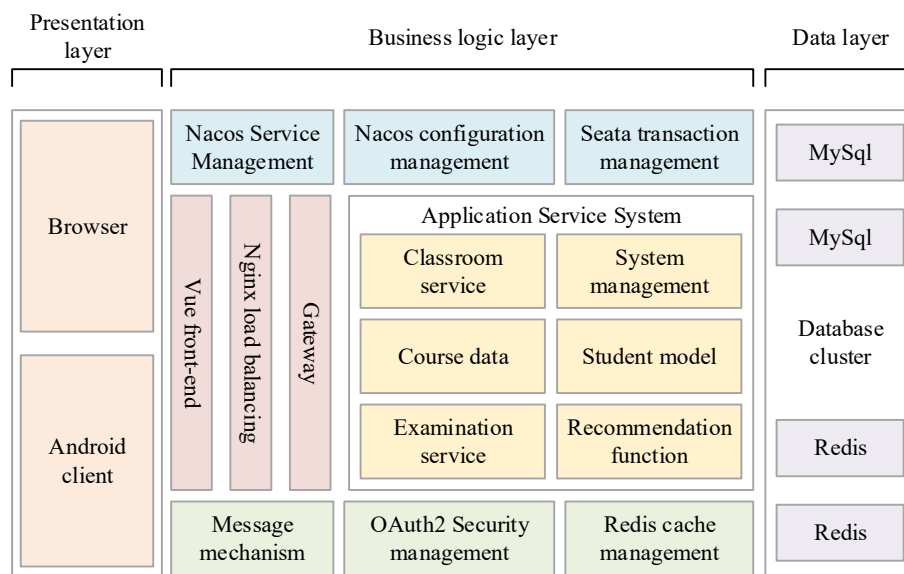 Presentation
layer
Business logic layer
Data layer
Browser
Android
client
Nacos Service
Management
Nacos configuration
management
Seata transaction
management
Vue front-end
Nginx load balancing
Gateway
Application Service System
Classroom
service
System
management
Course data
Student model
Examination
service
Recommendation
function
Message
mechanism
OAuth2 Security
management
Redis cache
management
MySql
MySql
Database
cluster
Redis
Redis